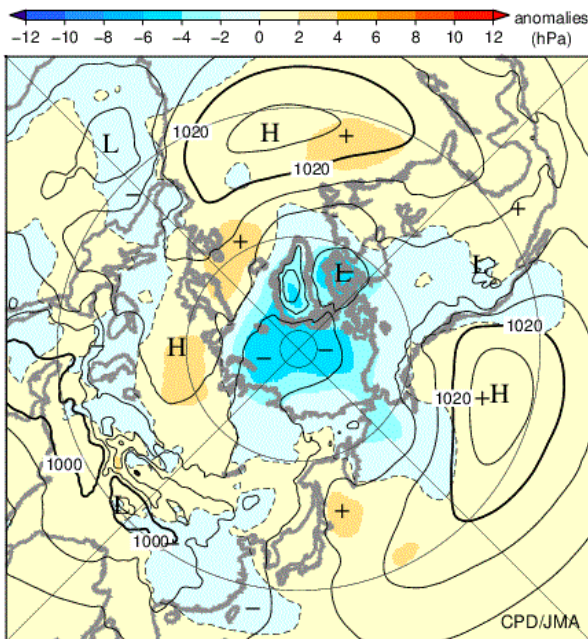 −12 −10 −8 −6 −4 −2 0 2 4 6 8 10 12 anomalies
(hPa)
1020 H +
L 1020
−
+ +
L L
1020
H − −
− 1020 +H
1000
L +
1000
−
CPD/JMA